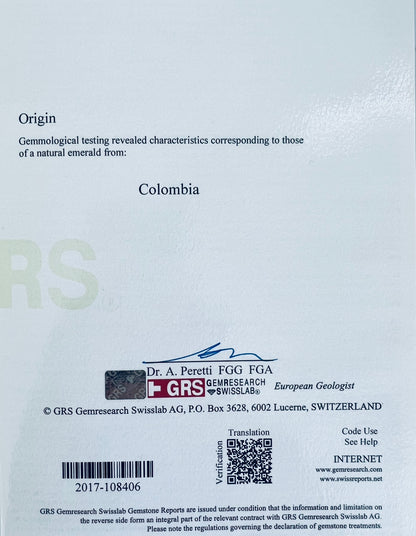 Origin
Gemmological testing revealed characteristics corresponding to those
of a natural emerald from:
Colombia
RS
Dr. A. Peretti FGG FGA
GRS GEMRESEARCH
SWISSLAB® European Geologist
© GRS Gemresearch Swisslab AG, P.O. Box 3628, 6002 Lucerne, SWITZERLAND
Translation
Verification
Code Use
See Help
INTERNET
www.gemresearch.com
www.swissreports.net
2017-108406
GRS Gemresearch Swisslab Gemstone Reports are issued under condition that the information and limitation on
the reverse side form an integral part of the relevant contract with GRS Gemresearch Swisslab AG.
Please note the regulations governing the declaration of gemstone treatments.